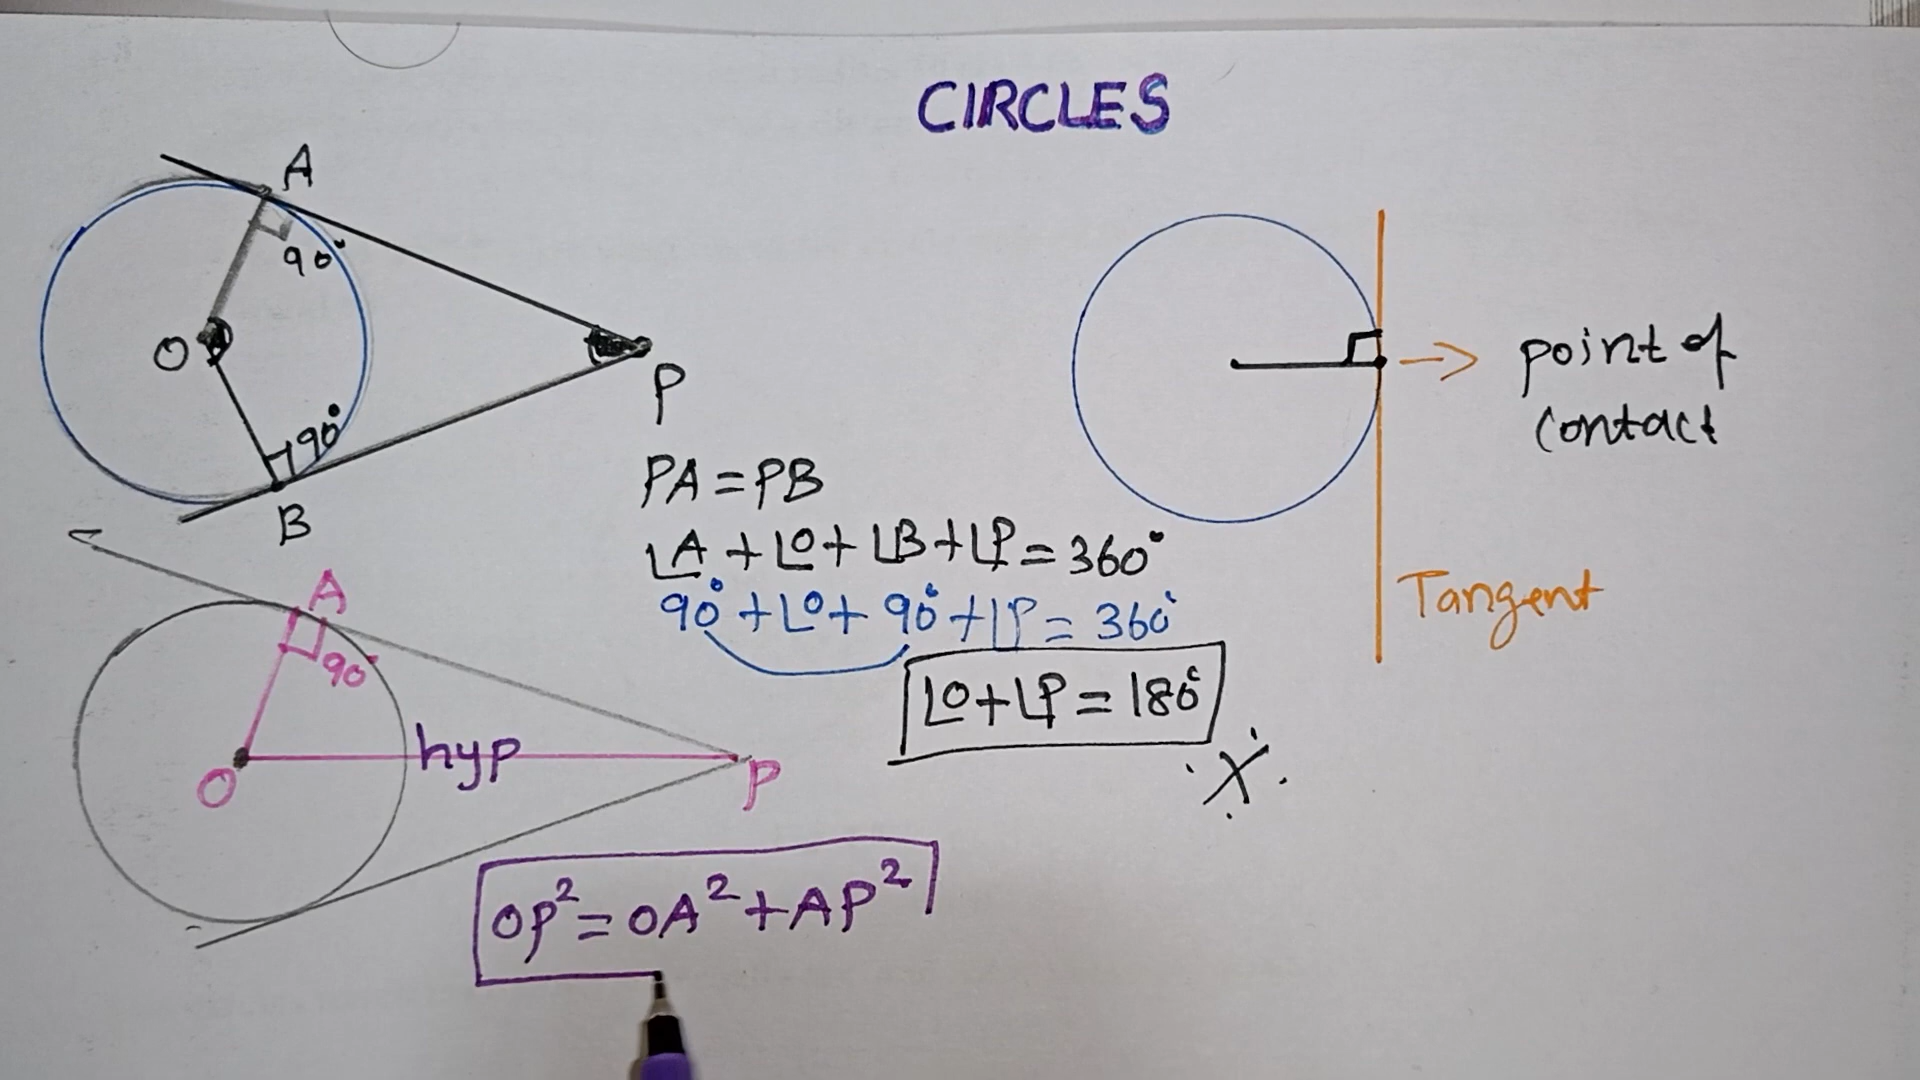 CIRCLES
A
90°
O
P
90°
B
point of
contact
Tangent
PA = PB
∠A + ∠O + ∠B + ∠P = 360°
90° + ∠O + 90° + ∠P = 360°
∠O + ∠P = 180°
A
90°
hyp
O
P
OP² = OA² + AP²